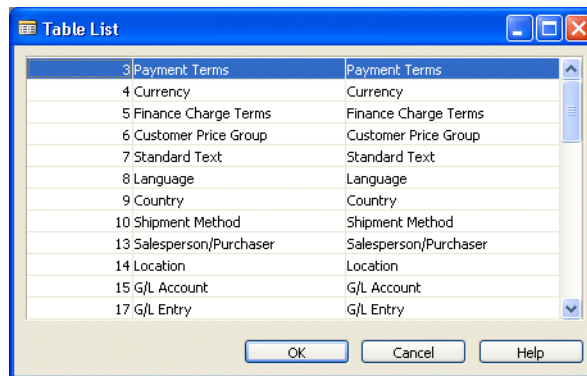 Table List
3 Payment Terms Payment Terms
4 Currency Currency
5 Finance Charge Terms Finance Charge Terms
6 Customer Price Group Customer Price Group
7 Standard Text Standard Text
8 Language Language
9 Country Country
10 Shipment Method Shipment Method
13 Salesperson/Purchaser Salesperson/Purchaser
14 Location Location
15 G/L Account G/L Account
17 G/L Entry G/L Entry
OK Cancel Help